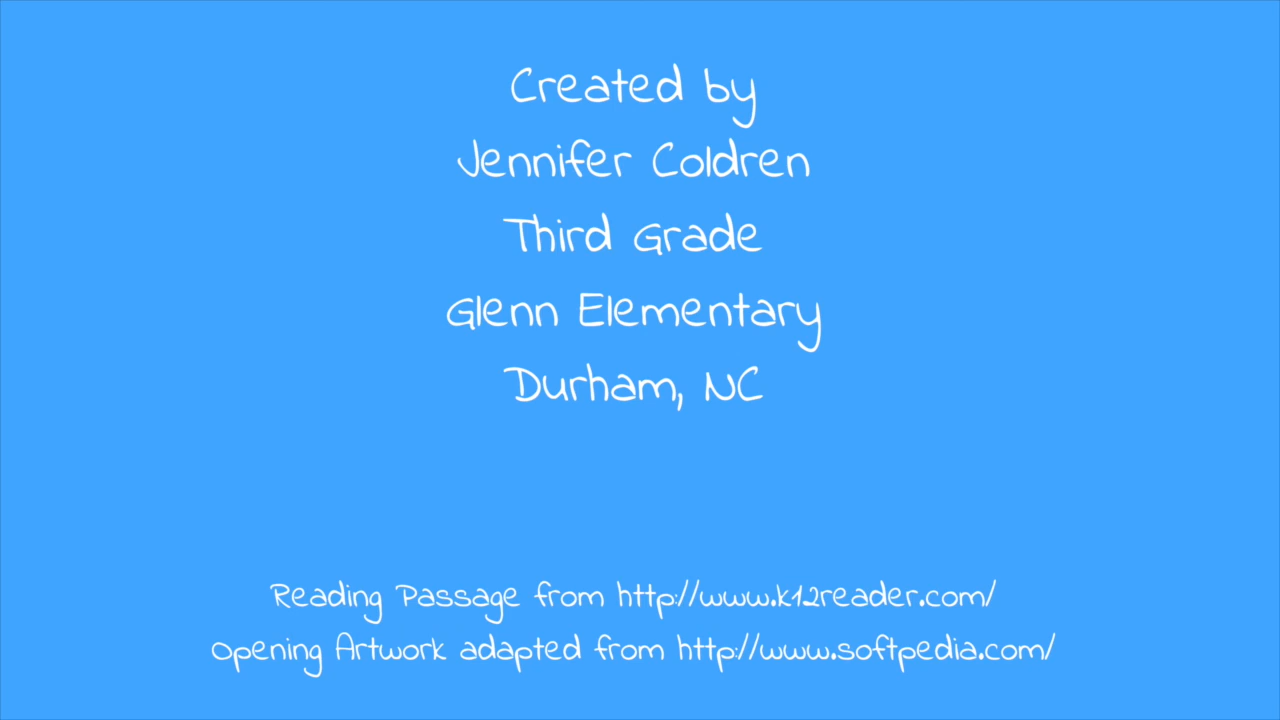 Created by
Jennifer Coldren
Third Grade
Glenn Elementary
Durham, NC
Reading Passage from http://www.k12reader.com/
Opening Artwork adapted from http://www.softpedia.com/